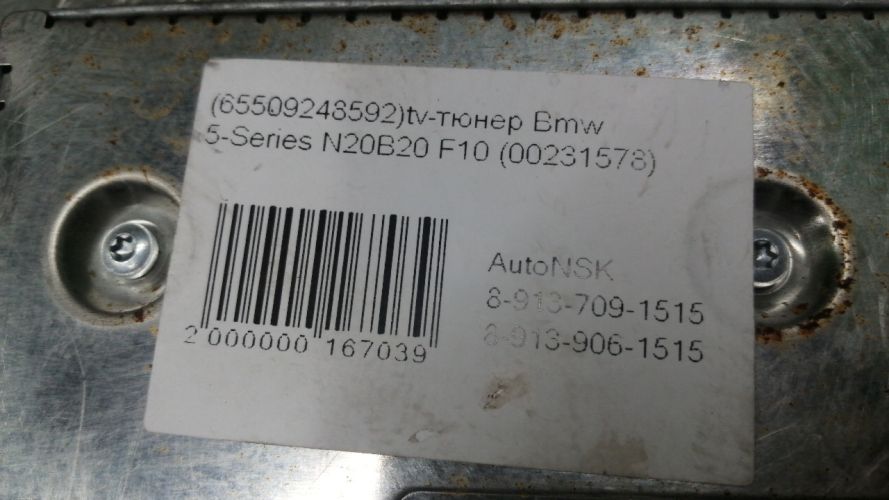 (65509248592)tv-тюнер Bmw
5-Series N20B20 F10 (00231578)
AutoNSK
8-913-709-1515
8-913-906-1515
2 000000 167039